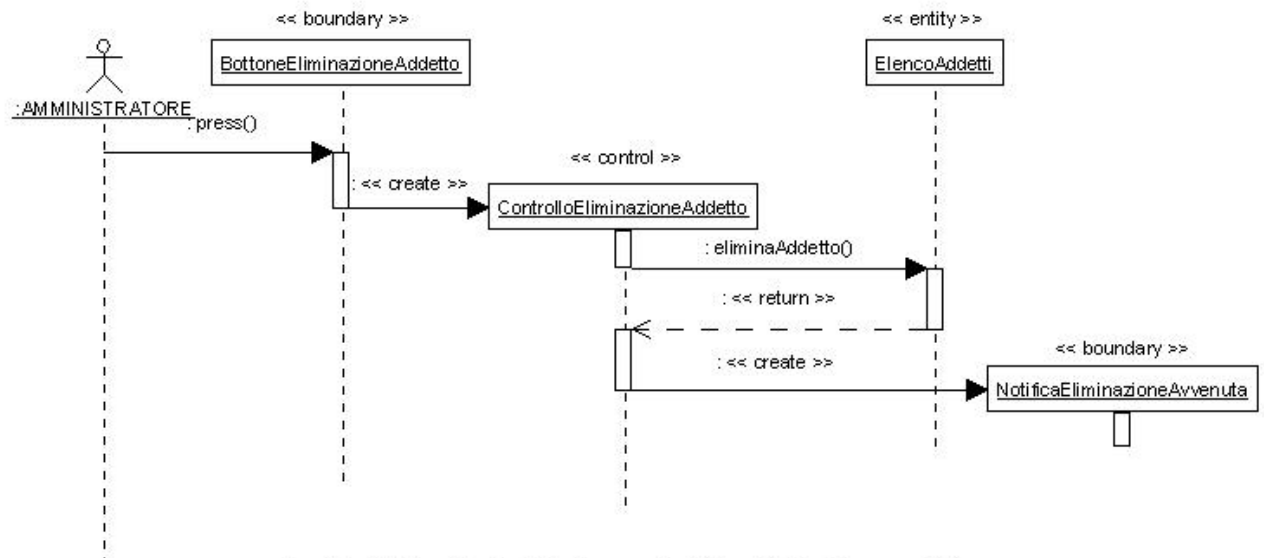 << boundary >>
<< entity >>
BottoneEliminazioneAddetto
ElencoAddetti
:AMMINISTRATORE
: press()
<< control >>
: << create >>
ControlloEliminazioneAddetto
: eliminaAddetto()
: << return >>
<< boundary >>
: << create >>
NotificaEliminazioneAvvenuta